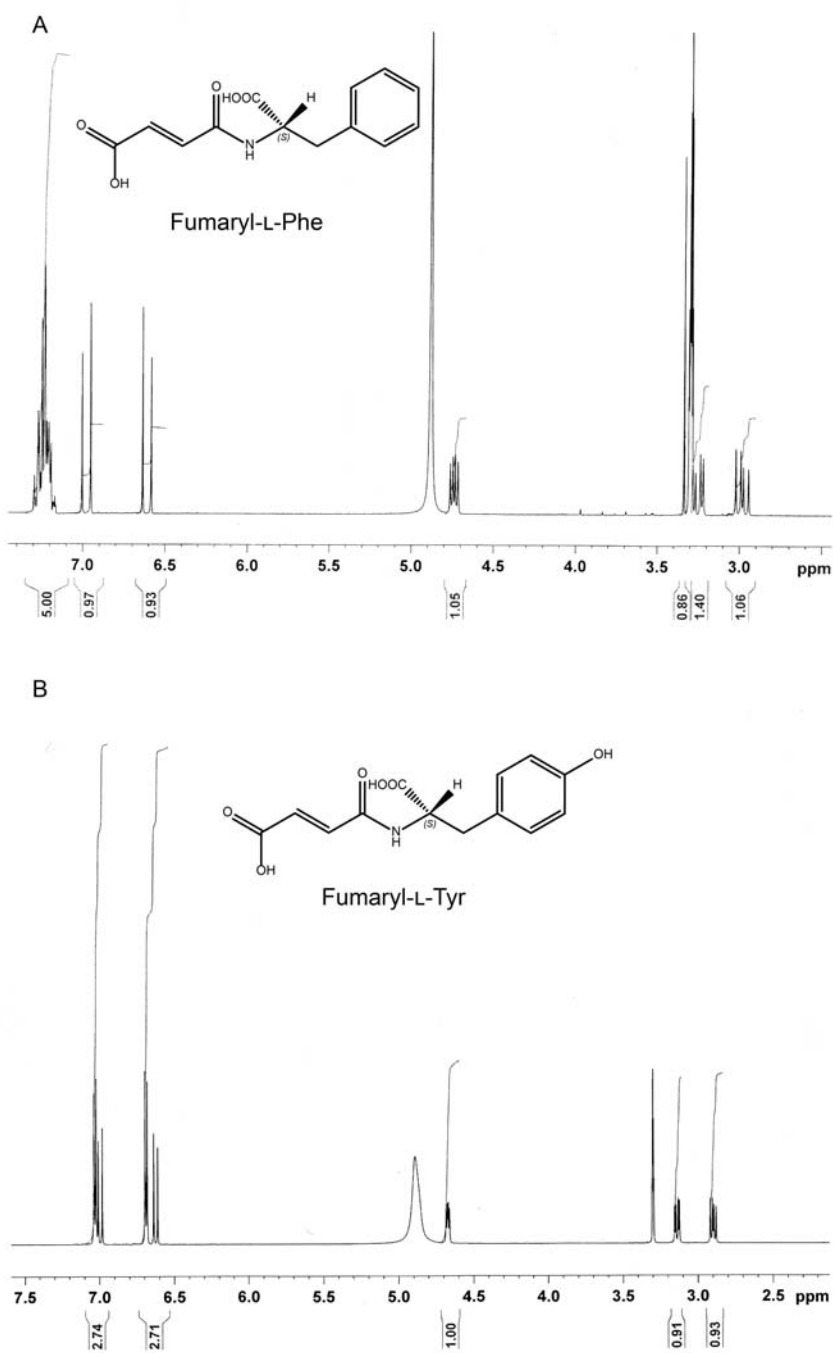 A
O
HOOC
H
O
N
H
(S)
OH
Fumaryl-L-Phe
7.0 6.5 6.0 5.5 5.0 4.5 4.0 3.5 3.0 ppm
5.00 0.97 0.93 1.05 0.86 1.40 1.06
B
OH
O
HOOC
H
O
N
H
(S)
OH
Fumaryl-L-Tyr
7.5 7.0 6.5 6.0 5.5 5.0 4.5 4.0 3.5 3.0 2.5 ppm
2.74 2.71 1.00 0.91 0.93